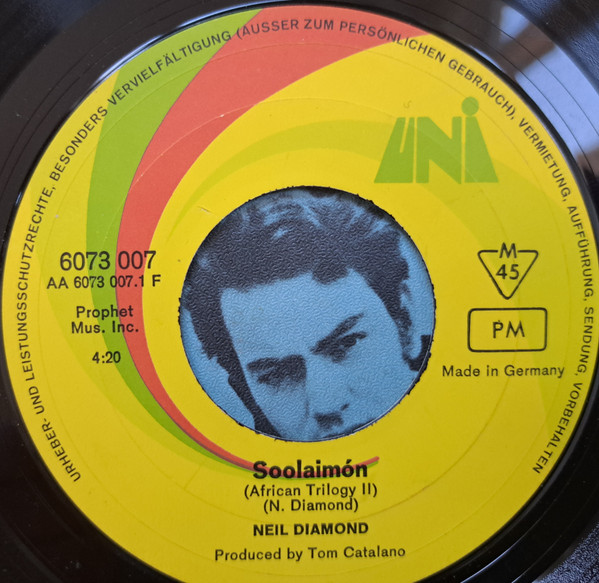 URHEBER- UND LEISTUNGSSCHUTZRECHTE, BESONDERS VERVIELFÄLTIGUNG (AUSSER ZUM PERSÖNLICHEN GEBRAUCH), VERMIETUNG, AUFFÜHRUNG, SENDUNG, VORBEHALTEN
UNI
6073 007
AA 6073 007.1 F
Prophet
Mus. Inc.
4:20
M
45
PM
Made in Germany
Soolaimón
(African Trilogy II)
(N. Diamond)
NEIL DIAMOND
Produced by Tom Catalano